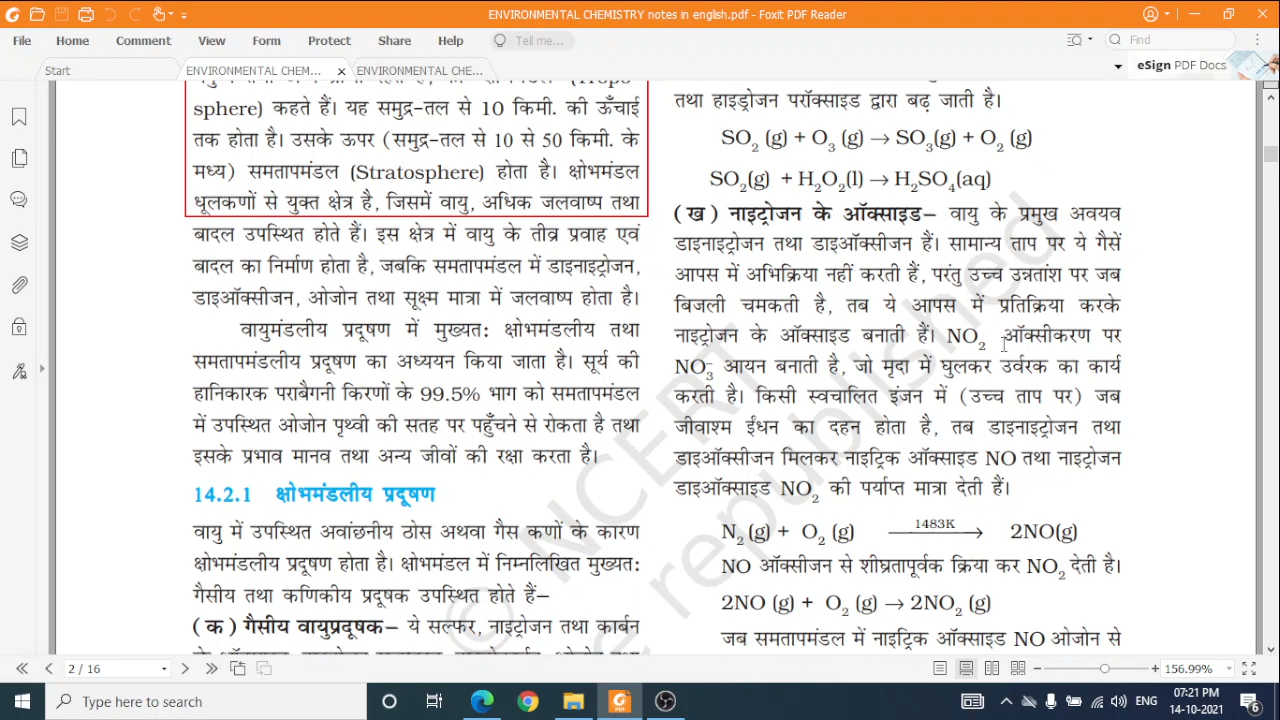 ENVIRONMENTAL CHEMISTRY notes in english.pdf - Foxit PDF Reader
File Home Comment View Form Protect Share Help Tell me... Find
Start ENVIRONMENTAL CHEM... ENVIRONMENTAL CHE... eSign PDF Docs
sphere) कहते हैं। यह समुद्र-तल से 10 किमी. की ऊँचाई
तक होता है। उसके ऊपर (समुद्र-तल से 10 से 50 किमी. के
मध्य) समतापमंडल (Stratosphere) होता है। क्षोभमंडल
धूलकणों से युक्त क्षेत्र है, जिसमें वायु, अधिक जलवाष्प तथा
बादल उपस्थित होते हैं। इस क्षेत्र में वायु के तीव्र प्रवाह एवं
बादल का निर्माण होता है, जबकि समतापमंडल में डाइनाइट्रोजन,
डाइऑक्सीजन, ओजोन तथा सूक्ष्म मात्रा में जलवाष्प होता है।
वायुमंडलीय प्रदूषण में मुख्यत: क्षोभमंडलीय तथा
समतापमंडलीय प्रदूषण का अध्ययन किया जाता है। सूर्य की
हानिकारक पराबैगनी किरणों के 99.5% भाग को समतापमंडल
में उपस्थित ओजोन पृथ्वी की सतह पर पहुँचने से रोकता है तथा
इसके प्रभाव मानव तथा अन्य जीवों की रक्षा करता है।
14.2.1 क्षोभमंडलीय प्रदूषण
वायु में उपस्थित अवांछनीय ठोस अथवा गैस कणों के कारण
क्षोभमंडलीय प्रदूषण होता है। क्षोभमंडल में निम्नलिखित मुख्यत:
गैसीय तथा कणिकीय प्रदूषक उपस्थित होते हैं–
(क) गैसीय वायुप्रदूषक– ये सल्फर, नाइट्रोजन तथा कार्बन
तथा हाइड्रोजन परॉक्साइड द्वारा बढ़ जाती है।
SO2 (g) + O3 (g) → SO3(g) + O2 (g)
SO2(g) + H2O2(l) → H2SO4(aq)
(ख) नाइट्रोजन के ऑक्साइड– वायु के प्रमुख अवयव
डाइनाइट्रोजन तथा डाइऑक्सीजन हैं। सामान्य ताप पर ये गैसें
आपस में अभिक्रिया नहीं करती हैं, परंतु उच्च उन्नतांश पर जब
बिजली चमकती है, तब ये आपस में प्रतिक्रिया करके
नाइट्रोजन के ऑक्साइड बनाती हैं। NO2 ऑक्सीकरण पर
NO3⁻ आयन बनाती है, जो मृदा में घुलकर उर्वरक का कार्य
करती है। किसी स्वचालित इंजन में (उच्च ताप पर) जब
जीवाश्म ईंधन का दहन होता है, तब डाइनाइट्रोजन तथा
डाइऑक्सीजन मिलकर नाइट्रिक ऑक्साइड NO तथा नाइट्रोजन
डाइऑक्साइड NO2 की पर्याप्त मात्रा देती हैं।
N2 (g) + O2 (g) 1483K → 2NO(g)
NO ऑक्सीजन से शीघ्रतापूर्वक क्रिया कर NO2 देती है।
2NO (g) + O2 (g) → 2NO2 (g)
जब समतापमंडल में नाइट्रिक ऑक्साइड NO ओजोन से
© NCERT
be republished
2 / 16 156.99%
Type here to search ENG 07:21 PM
14-10-2021 6